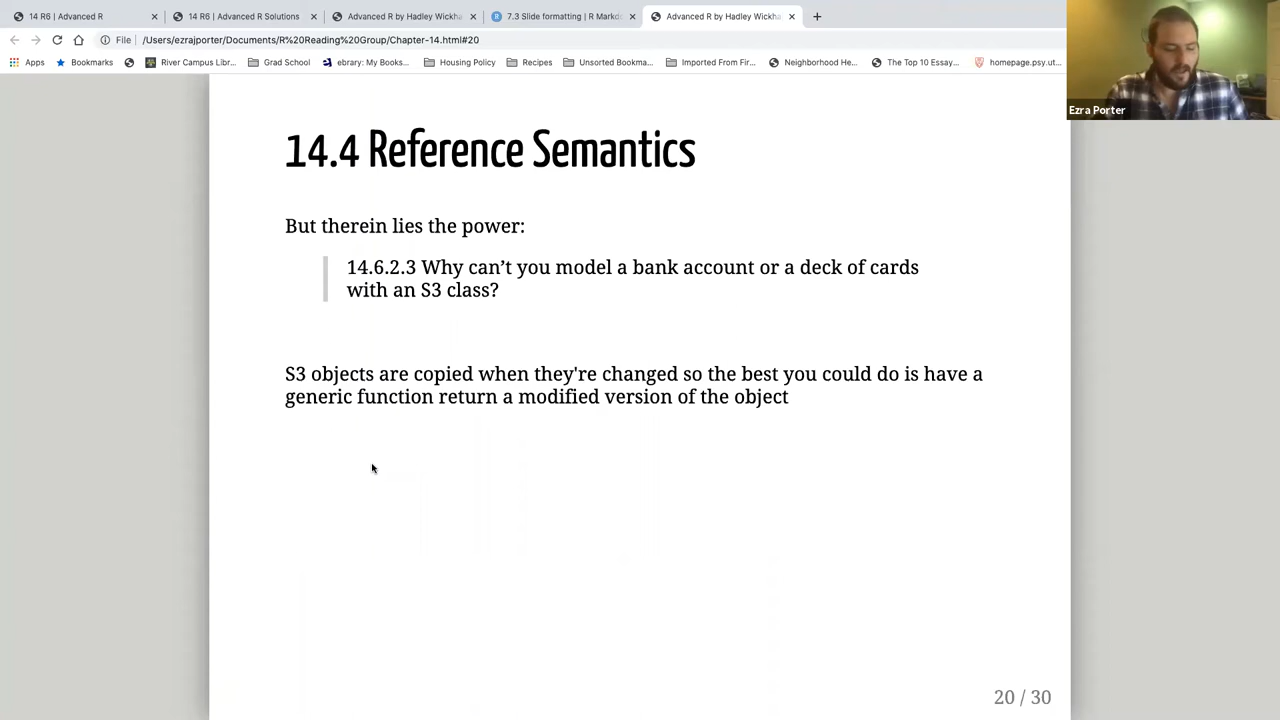 14 R6 | Advanced R
14 R6 | Advanced R Solutions
Advanced R by Hadley Wickha
7.3 Slide formatting | R Markd
Advanced R by Hadley Wickha
File
/Users/ezrajporter/Documents/R%20Reading%20Group/Chapter-14.html#20
Apps
Bookmarks
River Campus Libr...
Grad School
ebrary: My Books...
Housing Policy
Recipes
Unsorted Bookma...
Imported From Fir...
Neighborhood He...
The Top 10 Essay...
homepage.psy.ut...
Ezra Porter
14.4 Reference Semantics
But therein lies the power:
14.6.2.3 Why can’t you model a bank account or a deck of cards
with an S3 class?
S3 objects are copied when they're changed so the best you could do is have a
generic function return a modified version of the object
20 / 30